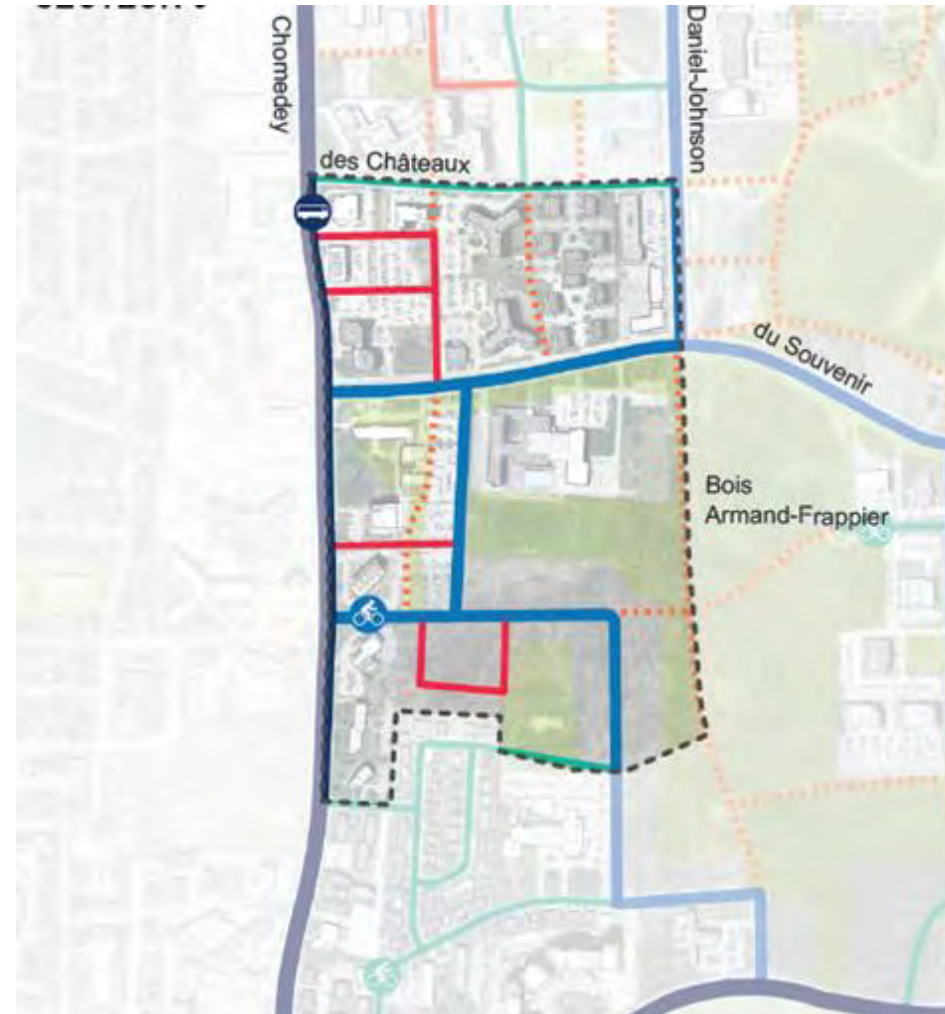 Chomedey
Daniel-Johnson
des Châteaux
du Souvenir
Bois
Armand-Frappier